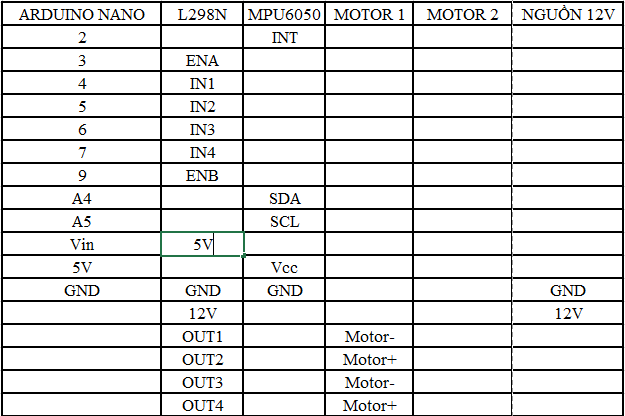 ARDUINO NANO L298N MPU6050 MOTOR 1 MOTOR 2 NGUỒN 12V
2 INT
3 ENA
4 IN1
5 IN2
6 IN3
7 IN4
9 ENB
A4 SDA
A5 SCL
Vin 5V
5V Vcc
GND GND GND GND
12V 12V
OUT1 Motor-
OUT2 Motor+
OUT3 Motor-
OUT4 Motor+